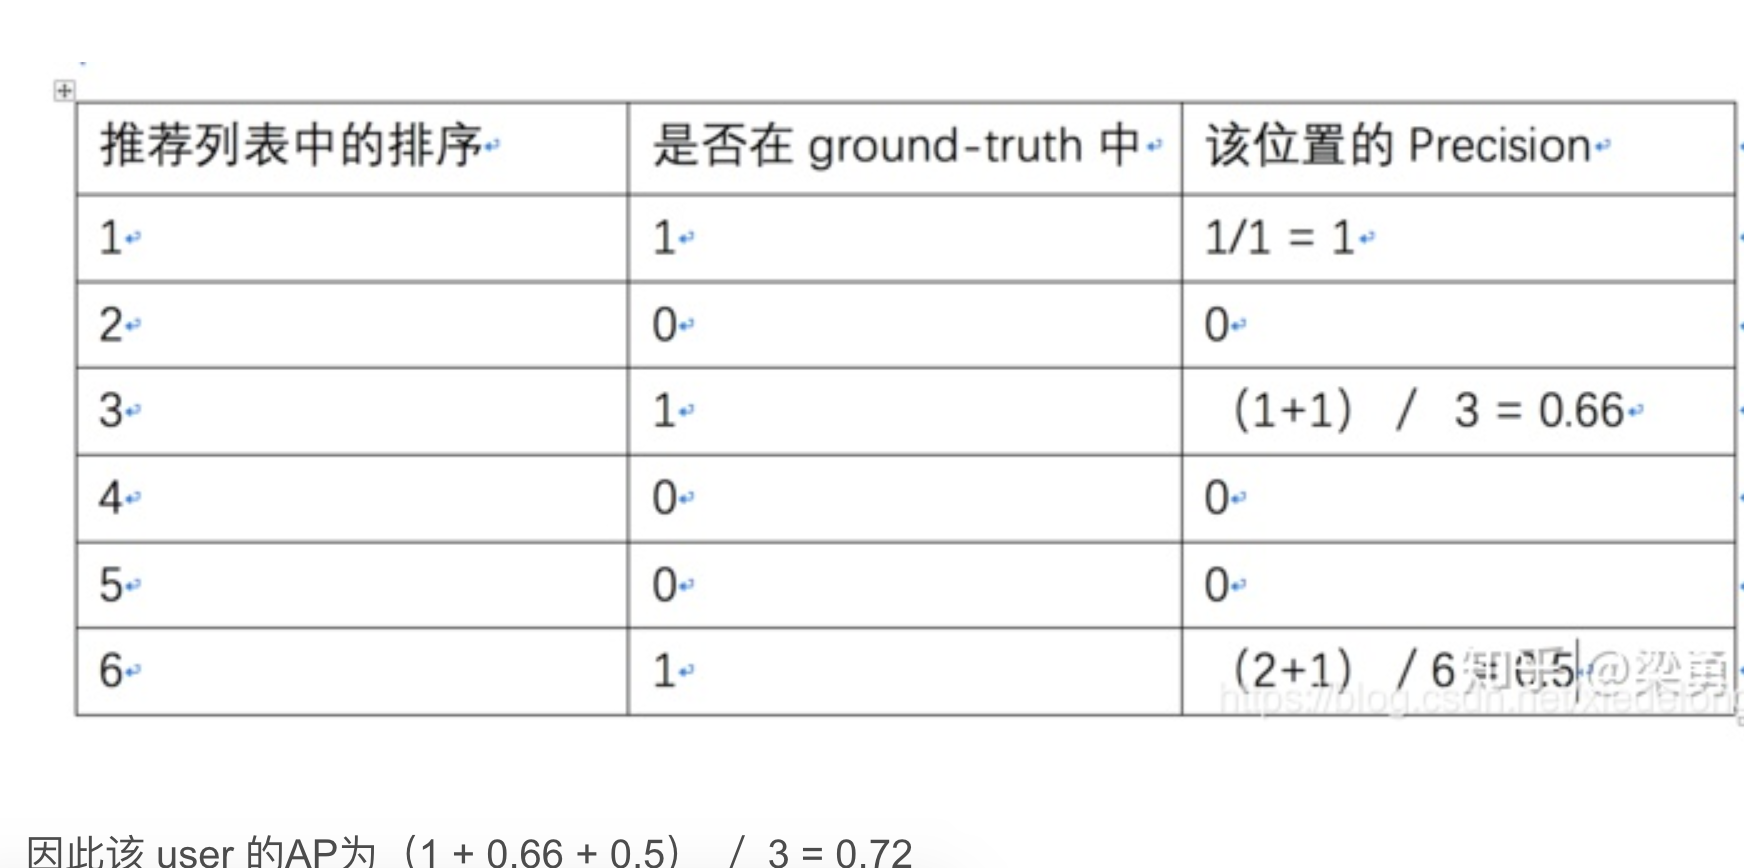 推荐列表中的排序 是否在 ground-truth 中 该位置的 Precision
1 1 1/1 = 1
2 0 0
3 1 （1+1） / 3 = 0.66
4 0 0
5 0 0
6 1 （2+1） / 6 = 0.5
知乎 @梁勇
https://blog.csdn.net/xiedelong
因此该 user 的AP为（1 + 0.66 + 0.5） / 3 = 0.72